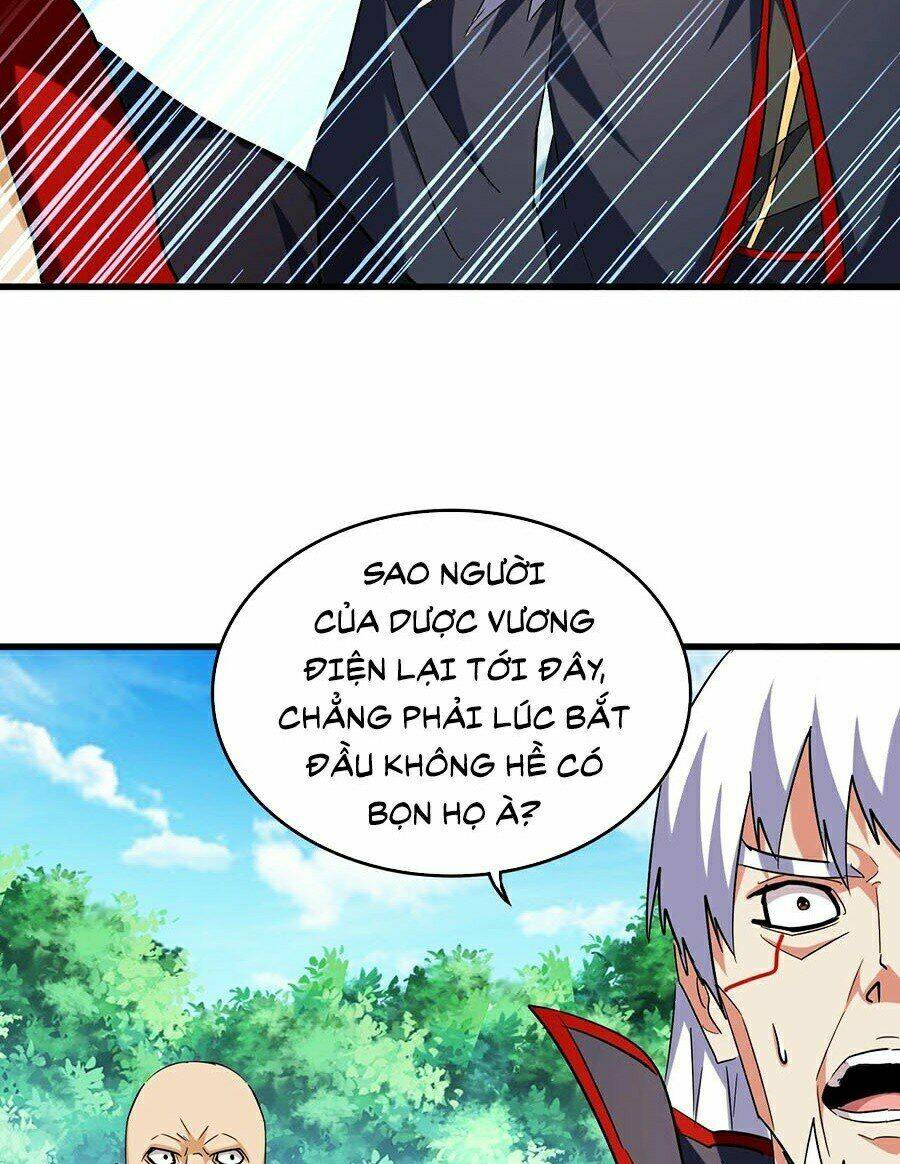 SAO NGƯỜI
CỦA DƯỢC VƯƠNG
ĐIỆN LẠI TỚI ĐÂY,
CHẲNG PHẢI LÚC BẮT
ĐẦU KHÔNG HỀ CÓ
BỌN HỌ À?